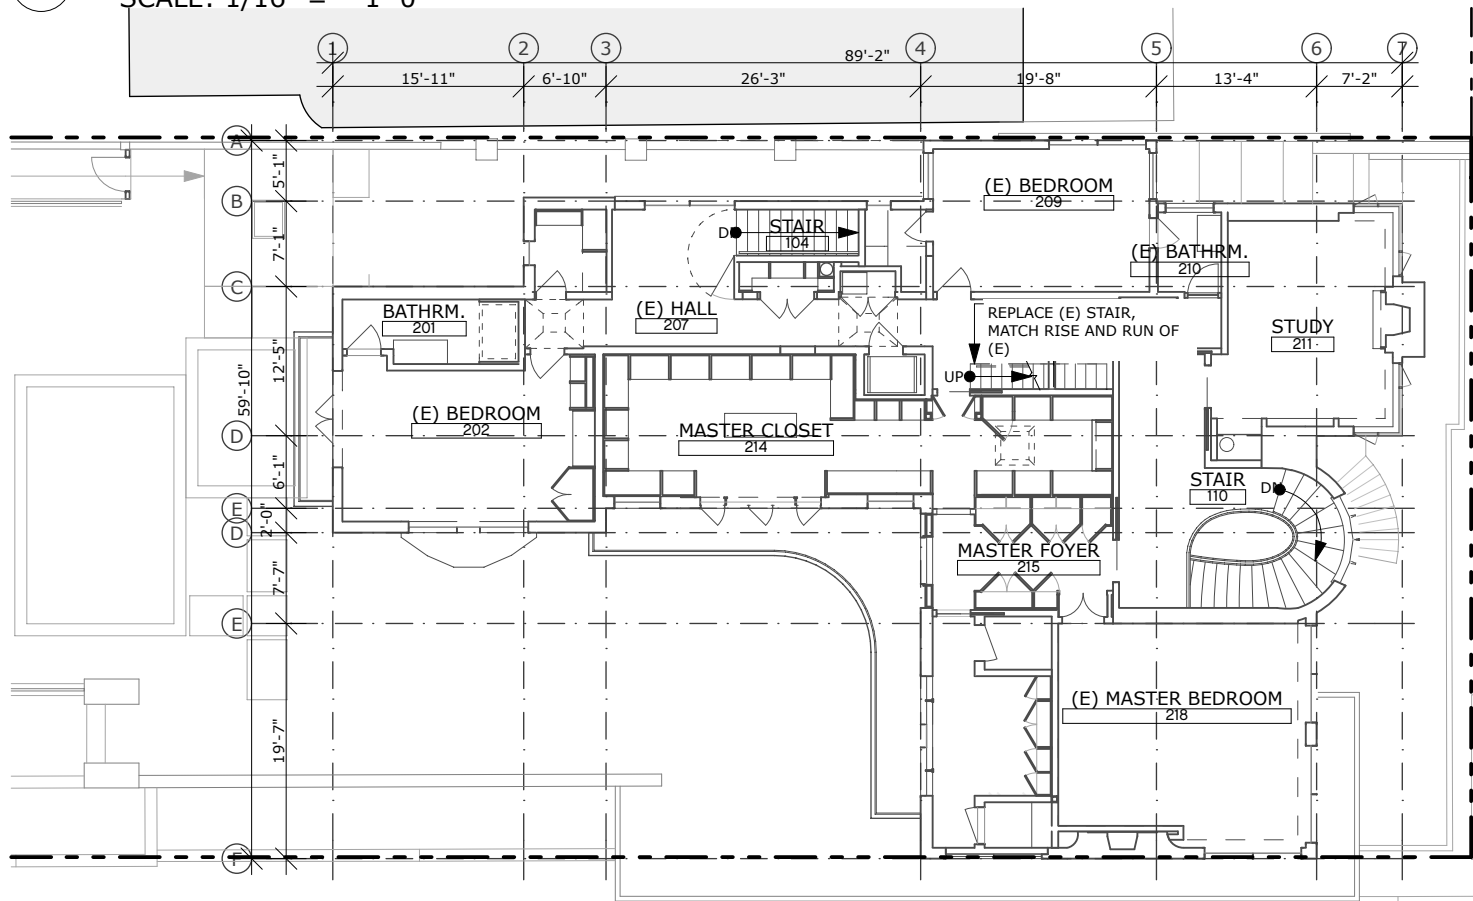 SCALE: 1/16" = 1'-0"
1 2 3 4 5 6 7
89'-2"
15'-11" 6'-10" 26'-3" 19'-8" 13'-4" 7'-2"
A
5'-1"
B
7'-1"
C
12'-5"
59'-10"
D
6'-1"
E
2'-0"
D
7'-7"
E
19'-7"
F
(E) BEDROOM
209
STAIR
104
(E) BATHRM.
210
BATHRM.
201
(E) HALL
207
REPLACE (E) STAIR,
MATCH RISE AND RUN OF
(E)
STUDY
211
UP
(E) BEDROOM
202
MASTER CLOSET
214
STAIR
110
MASTER FOYER
215
(E) MASTER BEDROOM
218